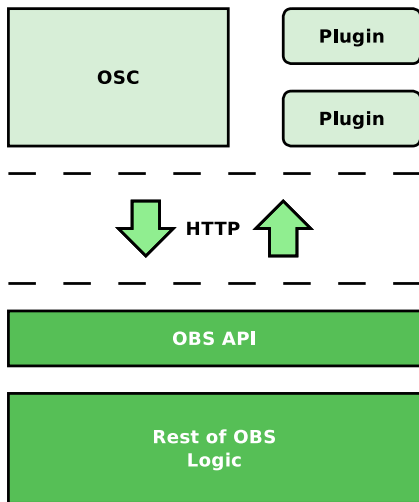 OSC
Plugin
Plugin
HTTP
OBS API
Rest of OBS
Logic